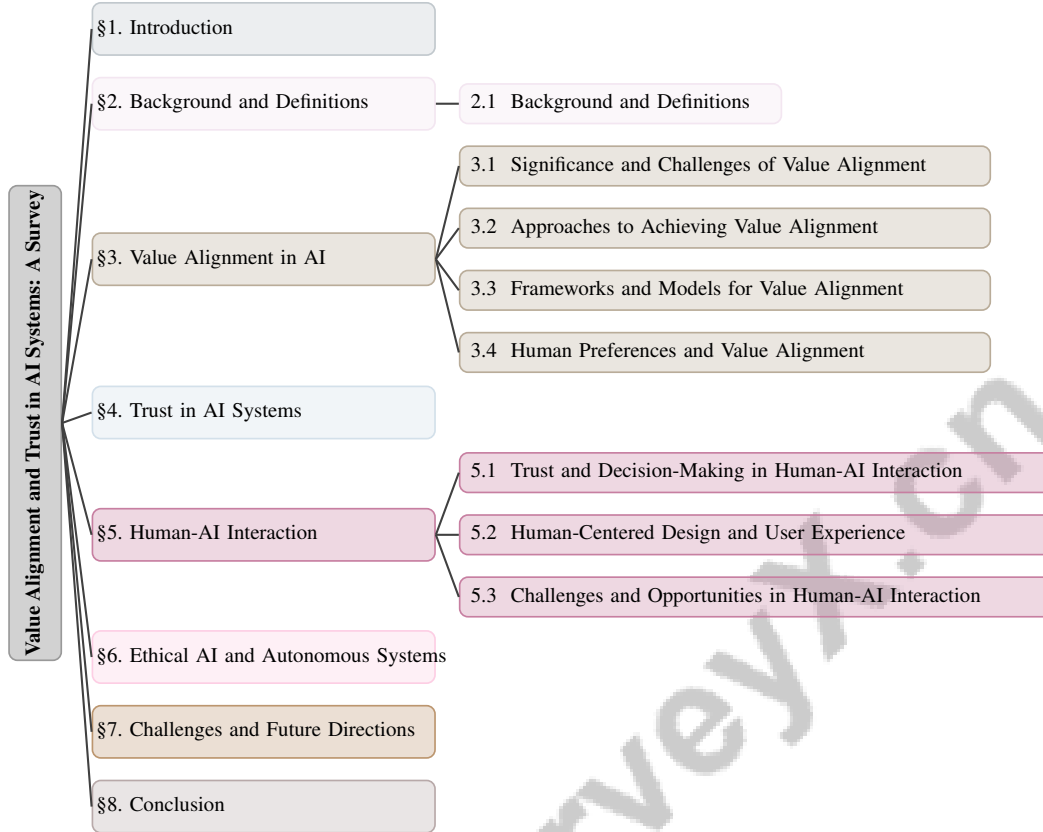 Value Alignment and Trust in AI Systems: A Survey
§1. Introduction
§2. Background and Definitions
2.1 Background and Definitions
§3. Value Alignment in AI
3.1 Significance and Challenges of Value Alignment
3.2 Approaches to Achieving Value Alignment
3.3 Frameworks and Models for Value Alignment
3.4 Human Preferences and Value Alignment
§4. Trust in AI Systems
§5. Human-AI Interaction
5.1 Trust and Decision-Making in Human-AI Interaction
5.2 Human-Centered Design and User Experience
5.3 Challenges and Opportunities in Human-AI Interaction
§6. Ethical AI and Autonomous Systems
§7. Challenges and Future Directions
§8. Conclusion
rveyx.cn